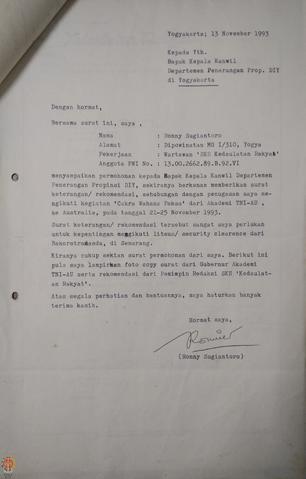 Yogyakarta; 13 November 1993
Kepada Yth.
Bapak Kepala Kanwil
Departemen Penerangan Prop. DIY
di Yogyakarta
Dengan hormat,
Bersama surat ini, saya ,
Nama : Ronny Sugiantoro
Alamat : Dipowinatan MG I/310, Yogya
Pekerjaan : Wartawan 'SKH Kedaulatan Rakyat'
Anggota PWI No. : 13.00.2662.89.B.92.VI
menyampaikan permohonan kepada Bapak Kepala Kanwil Departemen
Penerangan Propinsi DIY, sekiranya berkenan memberikan surat
keterangan/ rekomendasi, sehubungan dengan penugasan saya me-
ngikuti kegiatan 'Cakra Wahana Paksa' dari Akademi TNI-AU ,
ke Australia, pada tanggal 21-25 November 1993.
Surat keterangan/ rekomendasi tersebut sangat saya perlukan
untuk kepentingan mengikuti litsus/ security clearence dari
Bakorstranasda, di Semarang.
Kiranya cukup sekian surat permohonan dari saya. Berikut ini
pula saya lampirkan foto copy surat dari Gubernur Akademi
TNI-AU serta rekomendasi dari Pemimpin Redaksi SKH 'Kedaulat-
an Rakyat'.
Atas segala perhatian dan bantuannya, saya haturkan banyak
terima kasih.
Hormat saya,
(Ronny Sugiantoro)